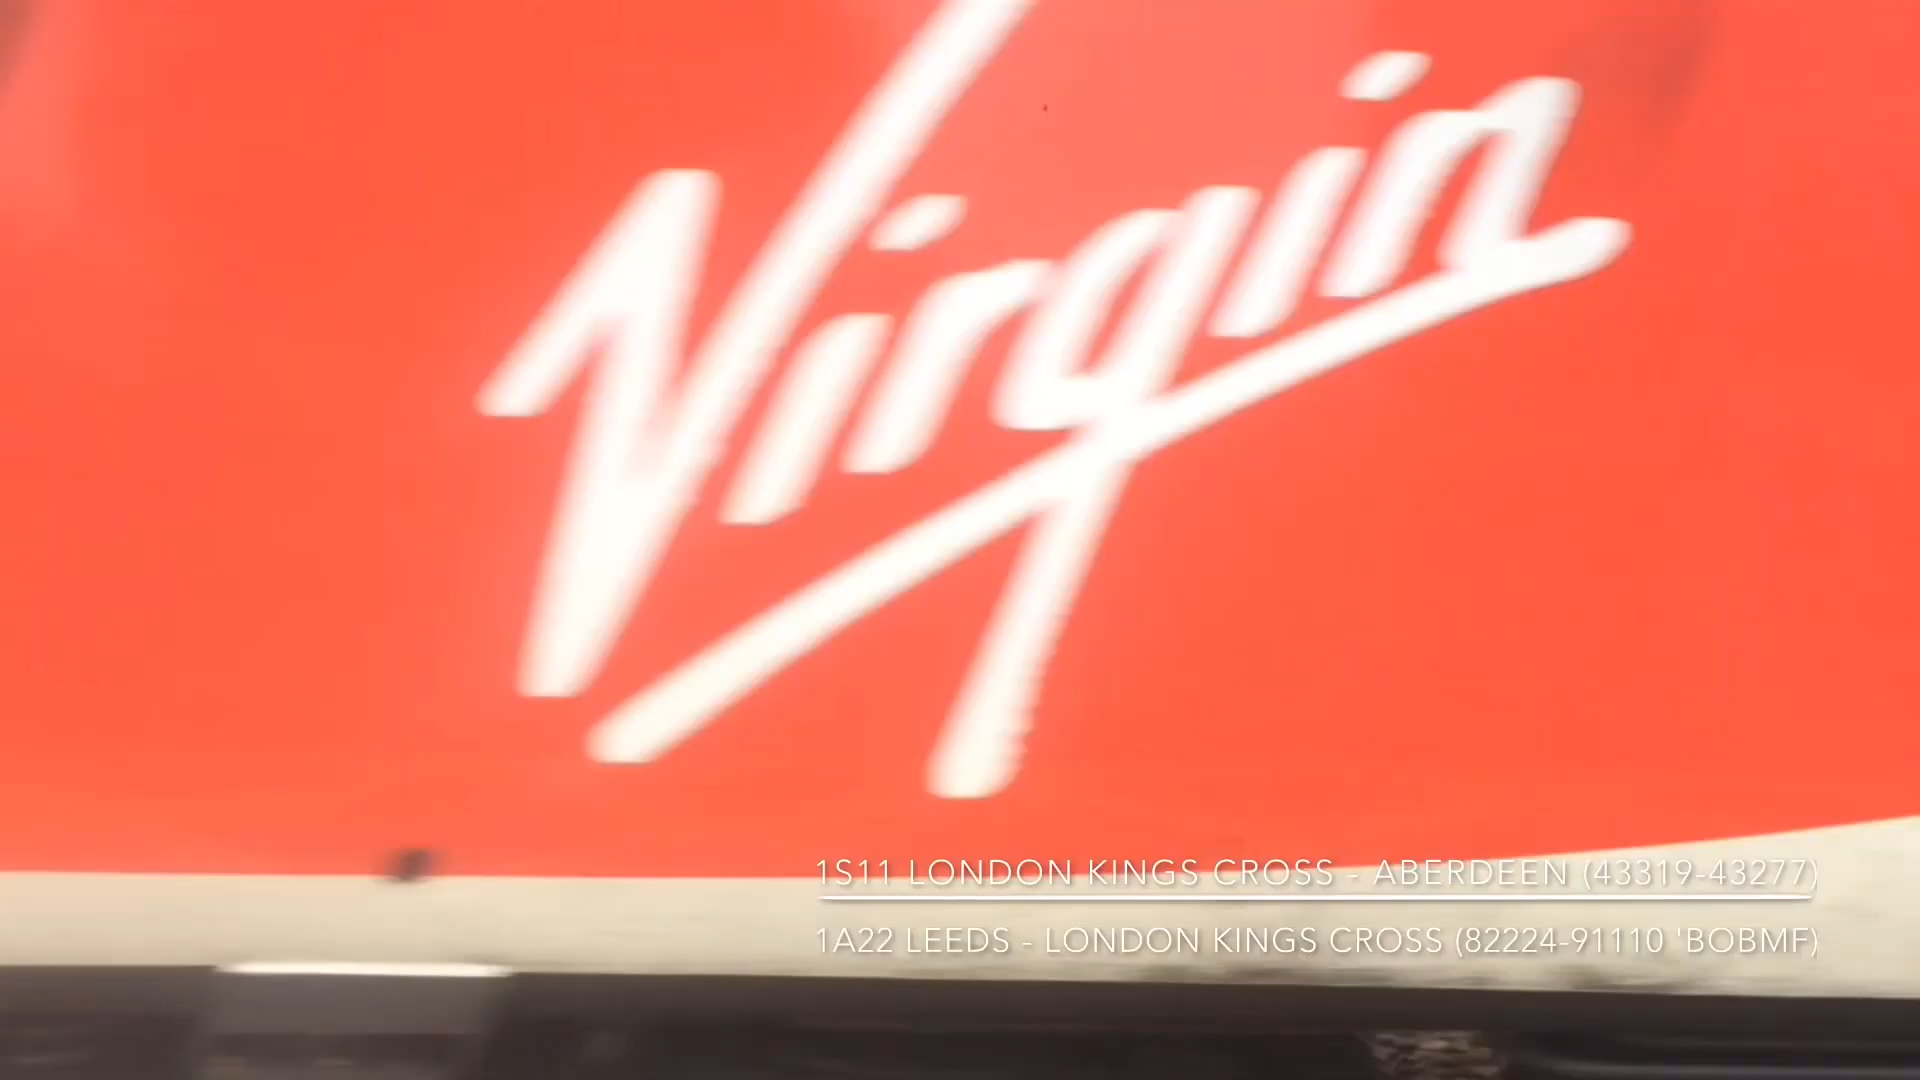 Virgin
1S11 LONDON KINGS CROSS - ABERDEEN (43319-43277)
1A22 LEEDS - LONDON KINGS CROSS (82224-91110 'BOBMF)